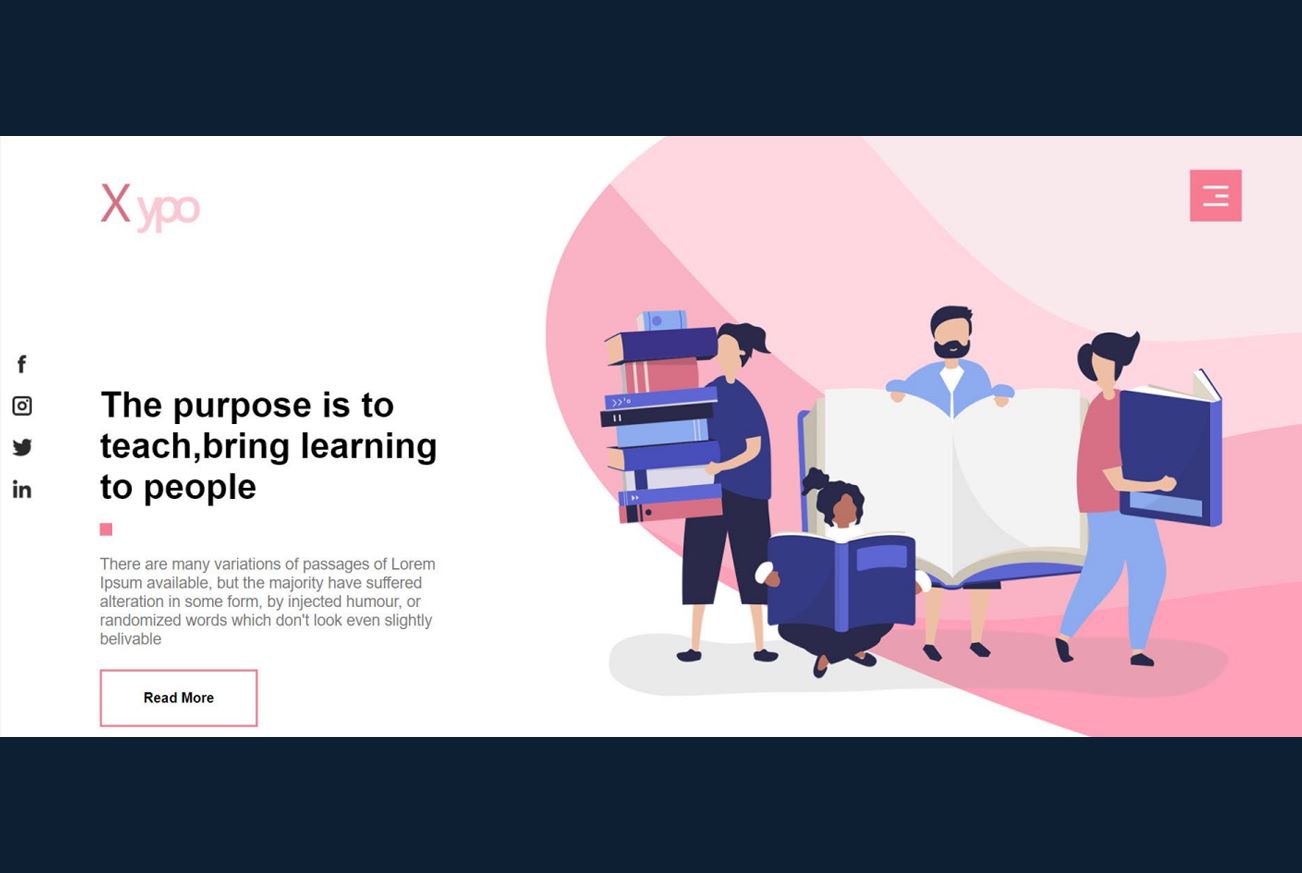 X ypo
The purpose is to
teach,bring learning
to people
There are many variations of passages of Lorem
Ipsum available, but the majority have suffered
alteration in some form, by injected humour, or
randomized words which don't look even slightly
belivable
Read More